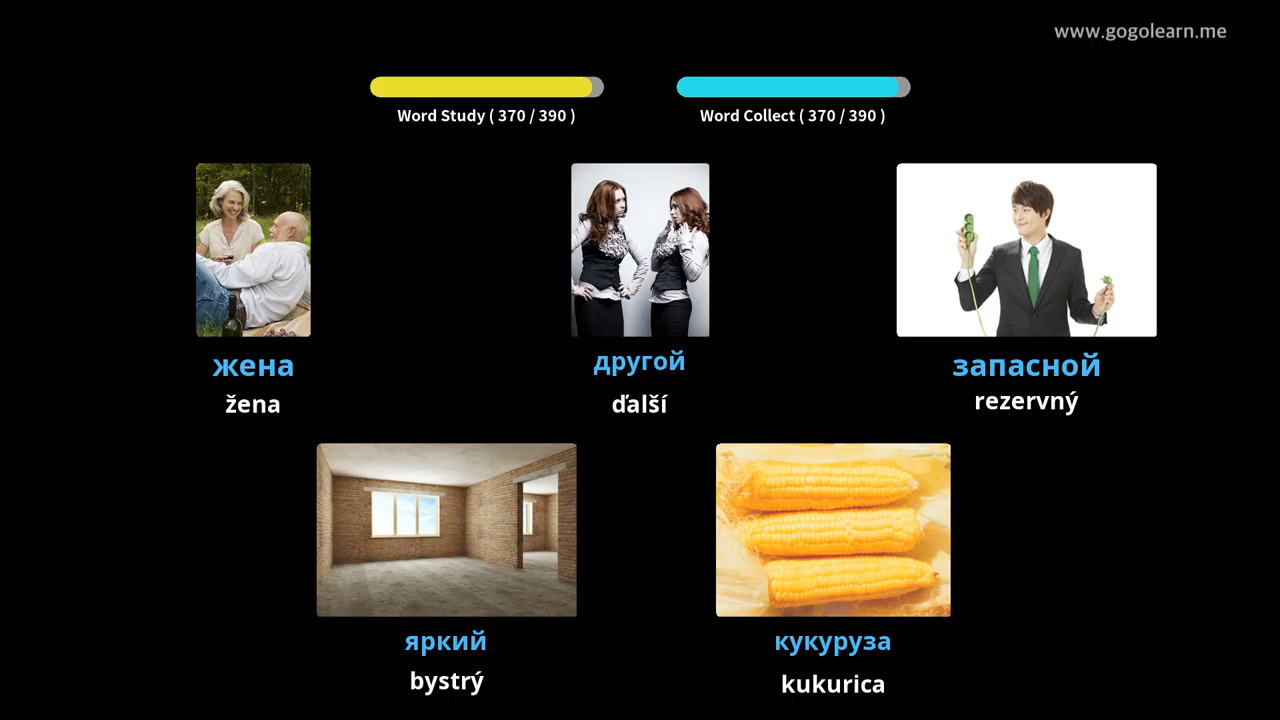 www.gogolearn.me
Word Study ( 370 / 390 )
Word Collect ( 370 / 390 )
жена
žena
другой
ďalší
запасной
rezervný
яркий
bystrý
кукуруза
kukurica